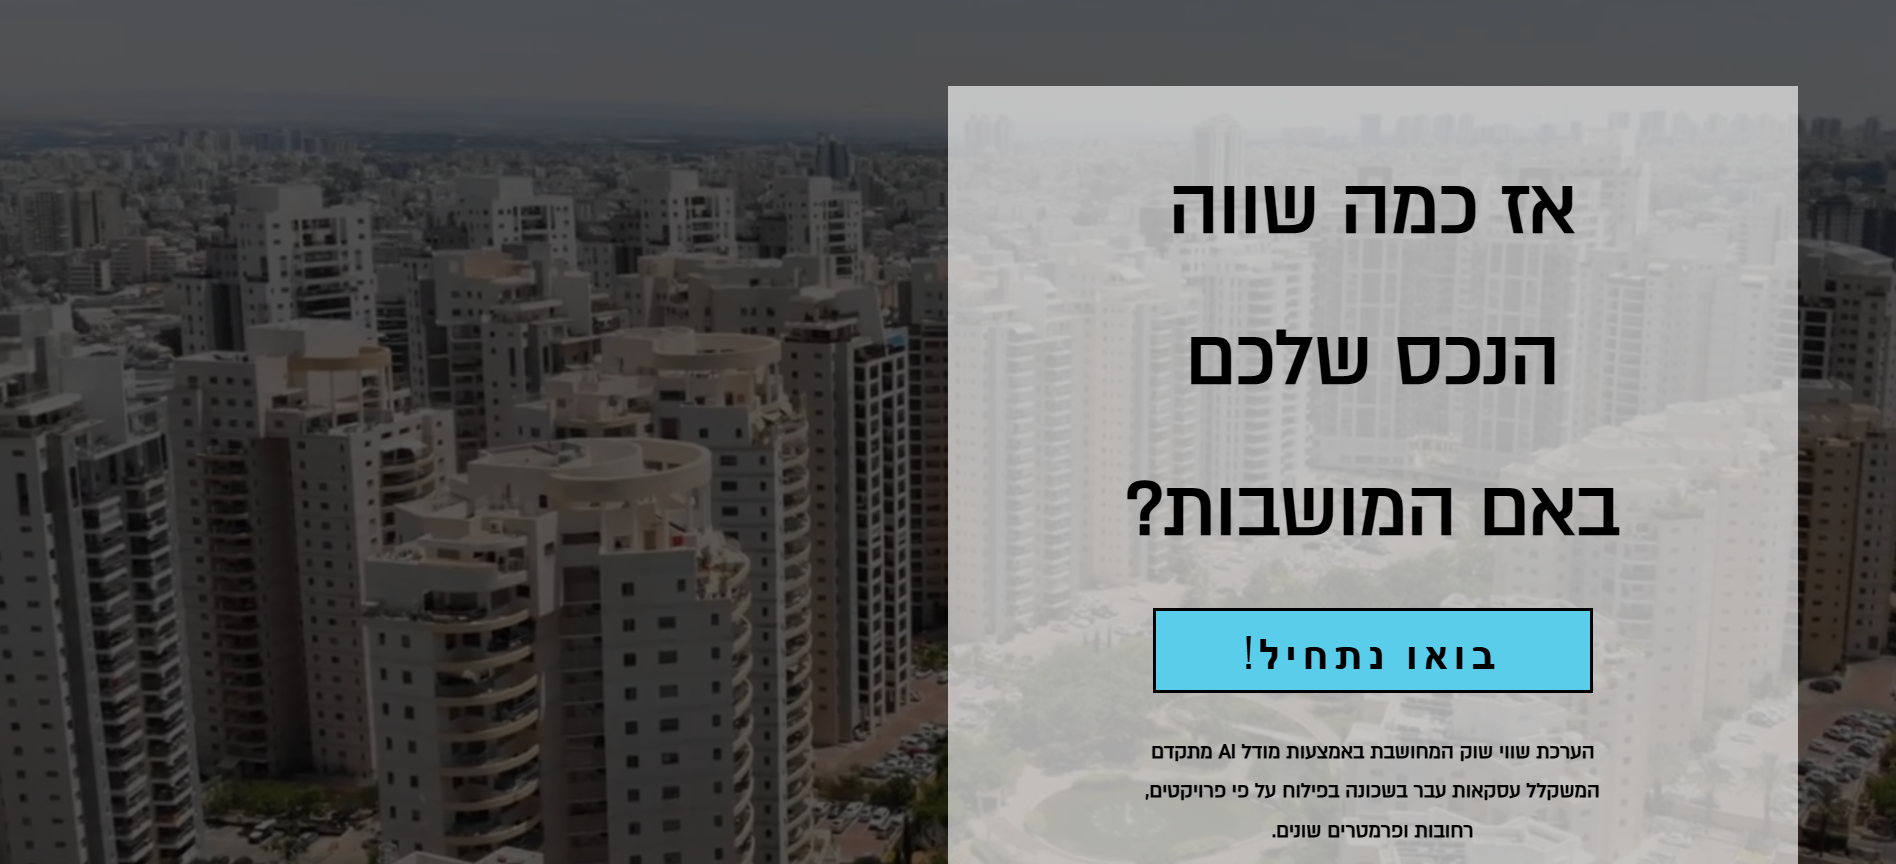 אז כמה שווה
הנכס שלכם
באם המושבות?
בואו נתחיל!
הערכת שווי שוק המחושבת באמצעות מודל AI מתקדם
המשקלל עסקאות עבר בשכונה בפילוח על פי פרויקטים,
רחובות ופרמטרים שונים.